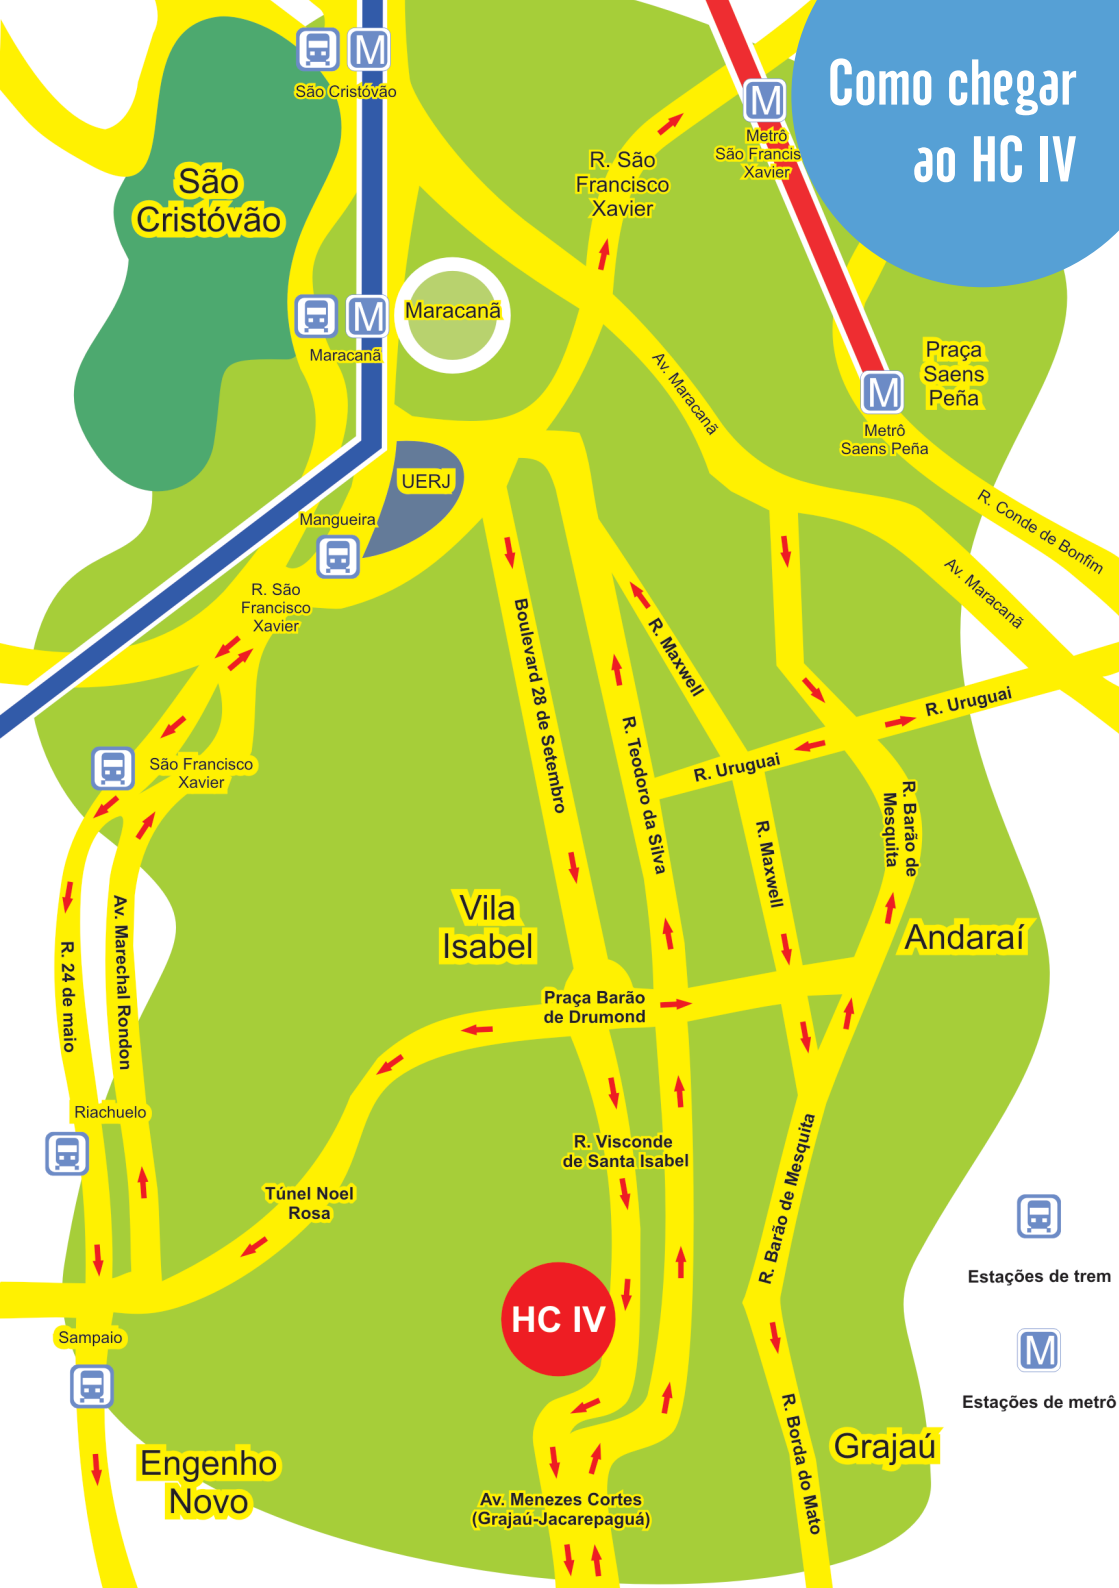 Como chegar
ao HC IV
São Cristóvão
Metrô
São Francis
Xavier
R. São
Francisco
Xavier
São
Cristóvão
Maracanã
Maracanã
Av. Maracanã
Praça
Saens
Peña
Metrô
Saens Peña
UERJ
Mangueira
R. Conde de Bonfim
Av. Maracanã
R. São
Francisco
Xavier
Boulevard 28 de Setembro
R. Maxwell
R. Teodoro da Silva
R. Uruguai
R. Uruguai
São Francisco
Xavier
R. Barão de
Mesquita
R. Maxwell
Vila
Isabel
Andaraí
R. 24 de maio
Av. Marechal Rondon
Praça Barão
de Drumond
Riachuelo
R. Visconde
de Santa Isabel
R. Barão de Mesquita
Túnel Noel
Rosa
Estações de trem
HC IV
Sampaio
Estações de metrô
R. Borda do Mato
Grajaú
Engenho
Novo
Av. Menezes Cortes
(Grajaú-Jacarepaguá)
M
M
M
M
M